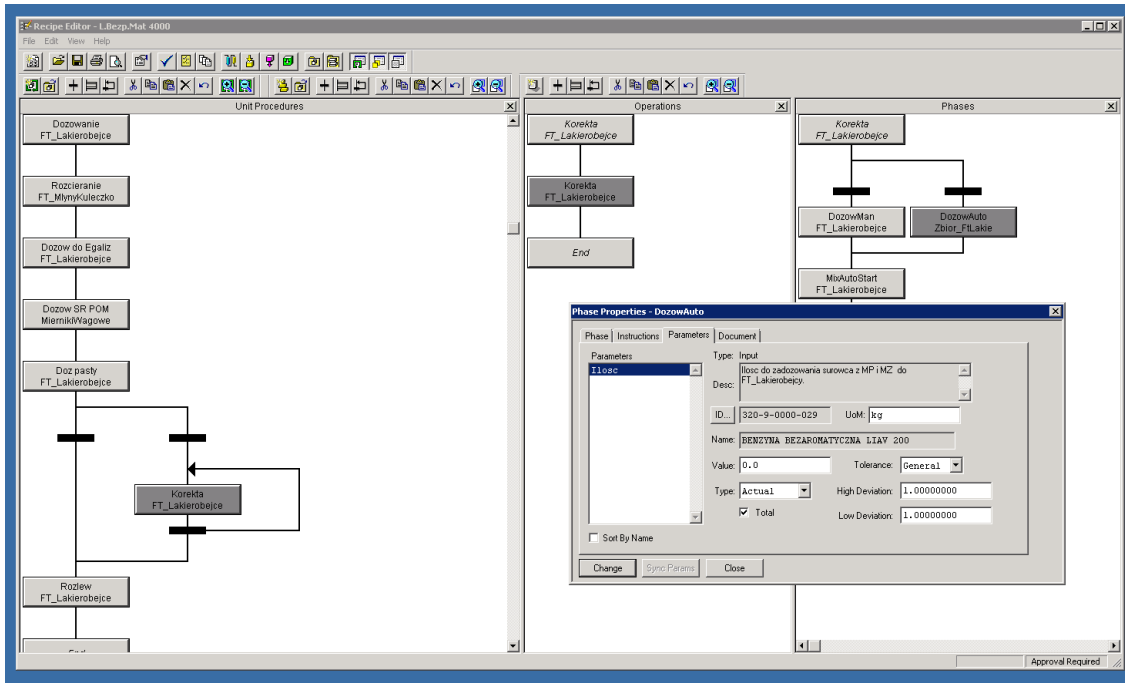 Recipe Editor - L.Bezp.Mat 4000
File Edit View Help
Unit Procedures
Dozowanie
FT_Lakierobejce
Rozcieranie
FT_MłynyKuleczko
Dozow do Egaliz
FT_Lakierobejce
Dozow SR POM
MiernikiWagowe
Doz pasty
FT_Lakierobejce
Korekta
FT_Lakierobejce
Rozlew
FT_Lakierobejce
Operations
Korekta
FT_Lakierobejce
Korekta
FT_Lakierobejce
End
Phases
Korekta
FT_Lakierobejce
DozowMan
FT_Lakierobejce
DozowAuto
Zbior_FtLakie
MixAutoStart
FT_Lakierobejce
Phase Properties - DozowAuto
Phase Instructions Parameters Document
Parameters
Ilosc
Sort By Name
Type: Input
Desc: Ilosc do zadozowania surowca z MP i MZ do
FT_Lakierobejcy.
ID... 320-9-0000-029 UoM: kg
Name: BENZYNA BEZAROMATYCZNA LIAV 200
Value: 0.0 Tolerance: General
Type: Actual High Deviation: 1.00000000
Total Low Deviation: 1.00000000
Change Sync Params Close
Approval Required